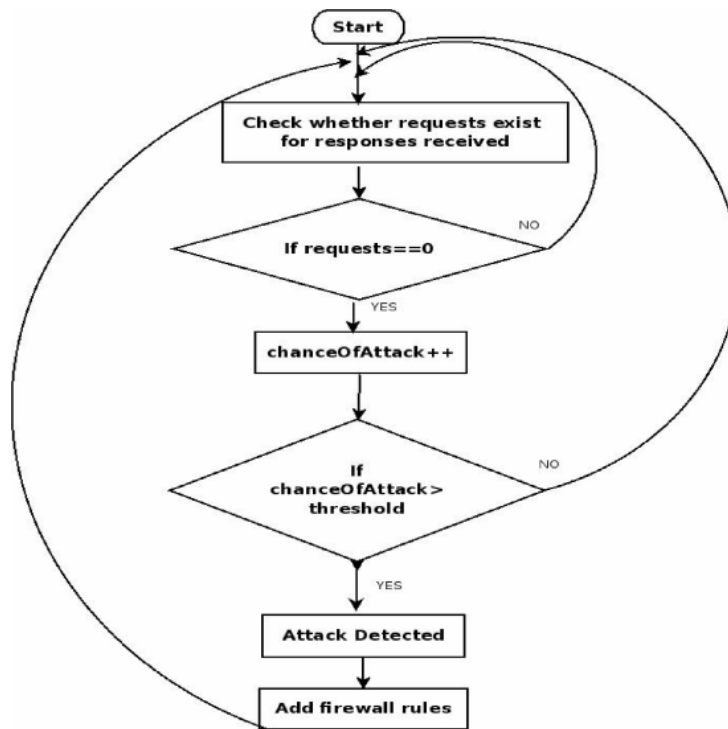 Start
Check whether requests exist
for responses received
If requests==0
NO
YES
chanceOfAttack++
If
chanceOfAttack>
threshold
NO
YES
Attack Detected
Add firewall rules